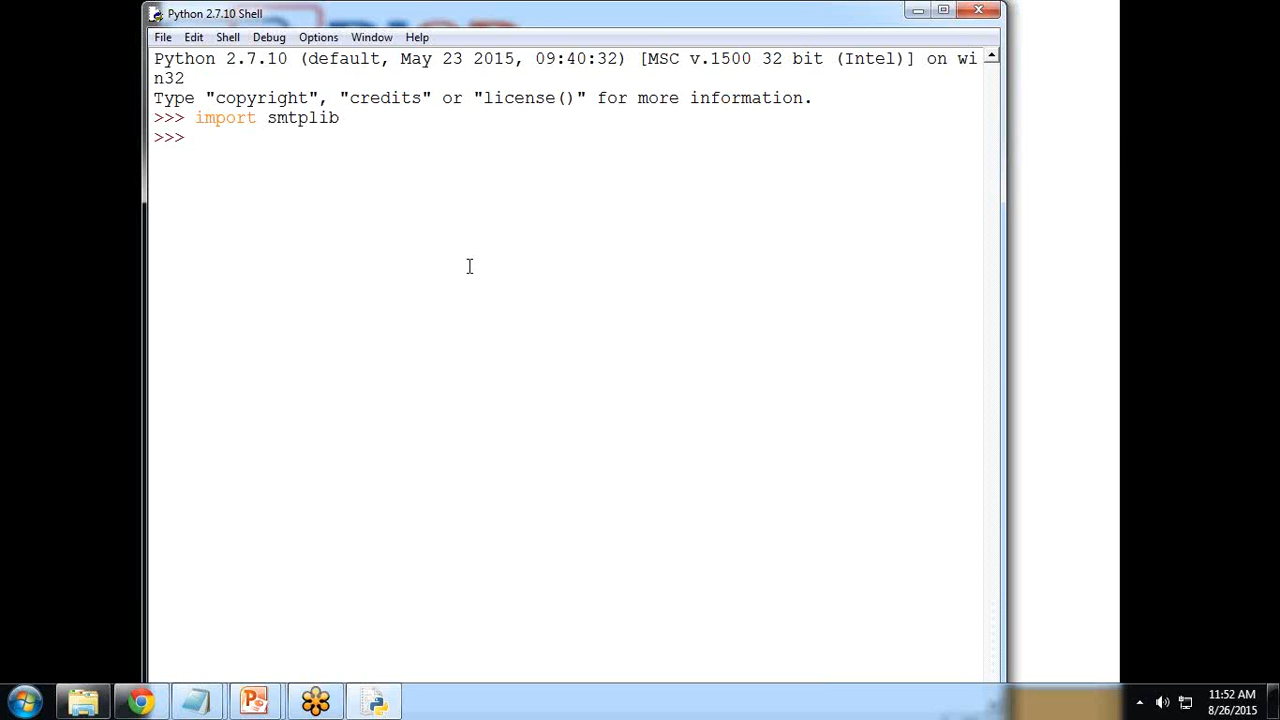 Python 2.7.10 Shell
File Edit Shell Debug Options Window Help
Python 2.7.10 (default, May 23 2015, 09:40:32) [MSC v.1500 32 bit (Intel)] on wi
n32
Type "copyright", "credits" or "license()" for more information.
>>> import smtplib
>>>
11:52 AM
8/26/2015